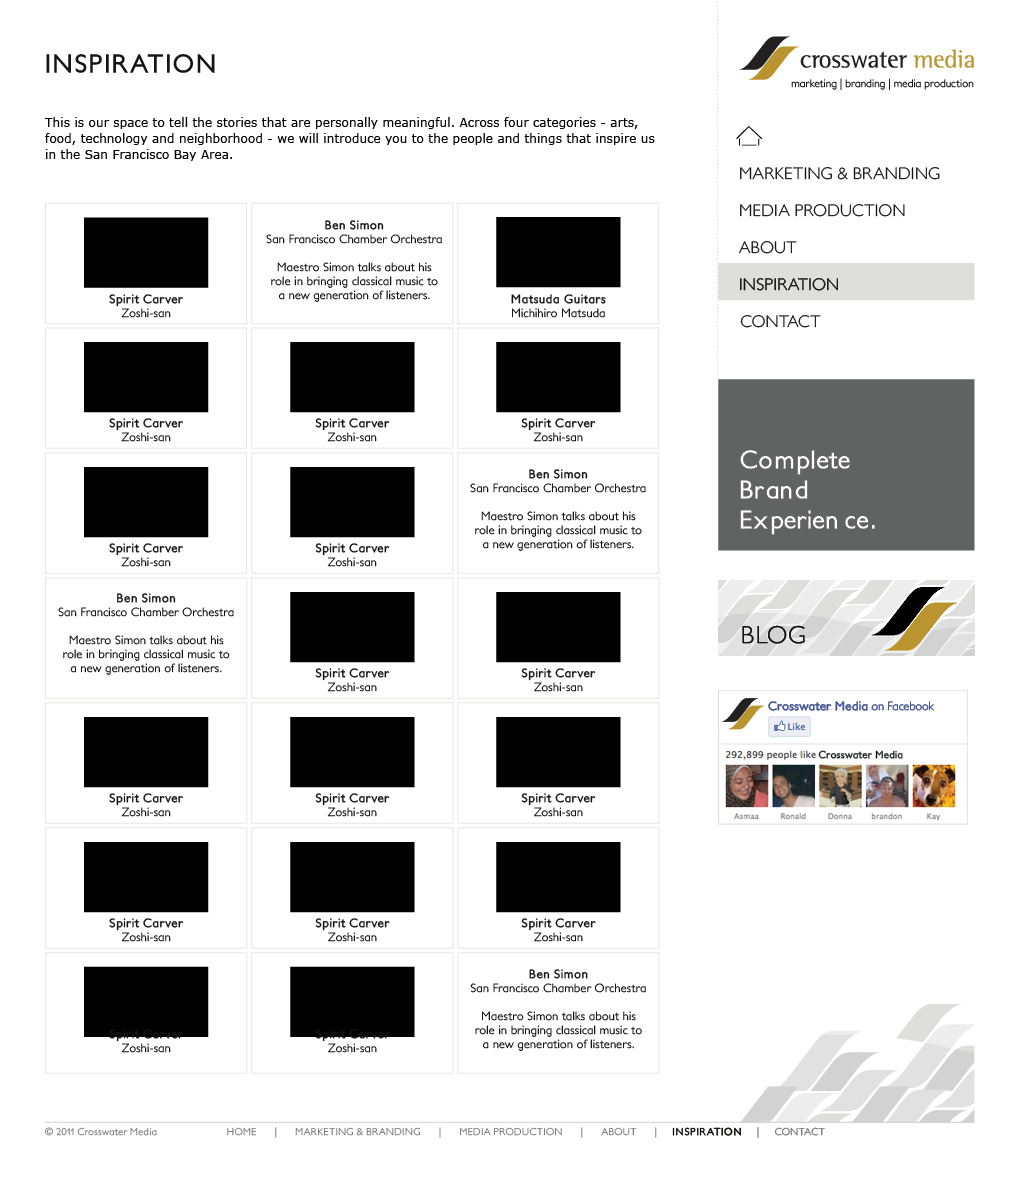 INSPIRATION
This is our space to tell the stories that are personally meaningful. Across four categories - arts,
food, technology and neighborhood - we will introduce you to the people and things that inspire us
in the San Francisco Bay Area.
Spirit Carver
Zoshi-san
Ben Simon
San Francisco Chamber Orchestra
Maestro Simon talks about his
role in bringing classical music to
a new generation of listeners.
Matsuda Guitars
Michihiro Matsuda
Spirit Carver
Zoshi-san
Spirit Carver
Zoshi-san
Spirit Carver
Zoshi-san
Spirit Carver
Zoshi-san
Spirit Carver
Zoshi-san
Ben Simon
San Francisco Chamber Orchestra
Maestro Simon talks about his
role in bringing classical music to
a new generation of listeners.
Ben Simon
San Francisco Chamber Orchestra
Maestro Simon talks about his
role in bringing classical music to
a new generation of listeners.
Spirit Carver
Zoshi-san
Spirit Carver
Zoshi-san
Spirit Carver
Zoshi-san
Spirit Carver
Zoshi-san
Spirit Carver
Zoshi-san
Spirit Carver
Zoshi-san
Spirit Carver
Zoshi-san
Spirit Carver
Zoshi-san
Spirit Carver
Zoshi-san
Spirit Carver
Zoshi-san
Ben Simon
San Francisco Chamber Orchestra
Maestro Simon talks about his
role in bringing classical music to
a new generation of listeners.
crosswater media
marketing | branding | media production
MARKETING & BRANDING
MEDIA PRODUCTION
ABOUT
INSPIRATION
CONTACT
Complete
Brand
Experien ce.
BLOG
Crosswater Media on Facebook
Like
292,899 people like Crosswater Media
Asmaa Ronald Donna brandon Kay
© 2011 Crosswater Media HOME | MARKETING & BRANDING | MEDIA PRODUCTION | ABOUT | INSPIRATION | CONTACT